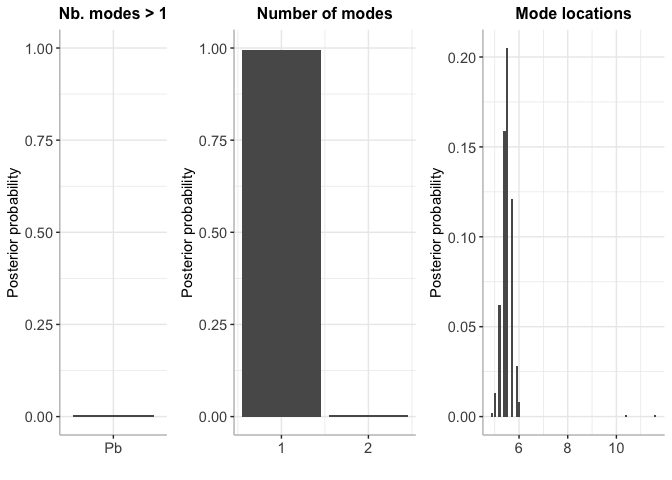 Nb. modes > 1
Posterior probability
1.00
0.75
0.50
0.25
0.00
Pb
Number of modes
Posterior probability
1.00
0.75
0.50
0.25
0.00
1 2
Mode locations
Posterior probability
0.20
0.15
0.10
0.05
0.00
6 8 10